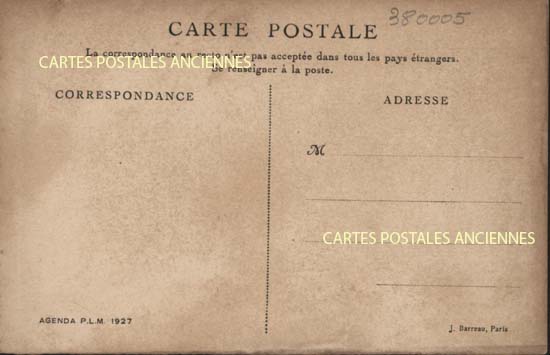 CARTE POSTALE
380005
La correspondance au recto n'est pas acceptée dans tous les pays étrangers.
CARTES POSTALES ANCIENNES
Se renseigner à la poste.
CORRESPONDANCE
ADRESSE
M
CARTES POSTALES ANCIENNES
AGENDA P.L.M. 1927
J. Barreau, Paris